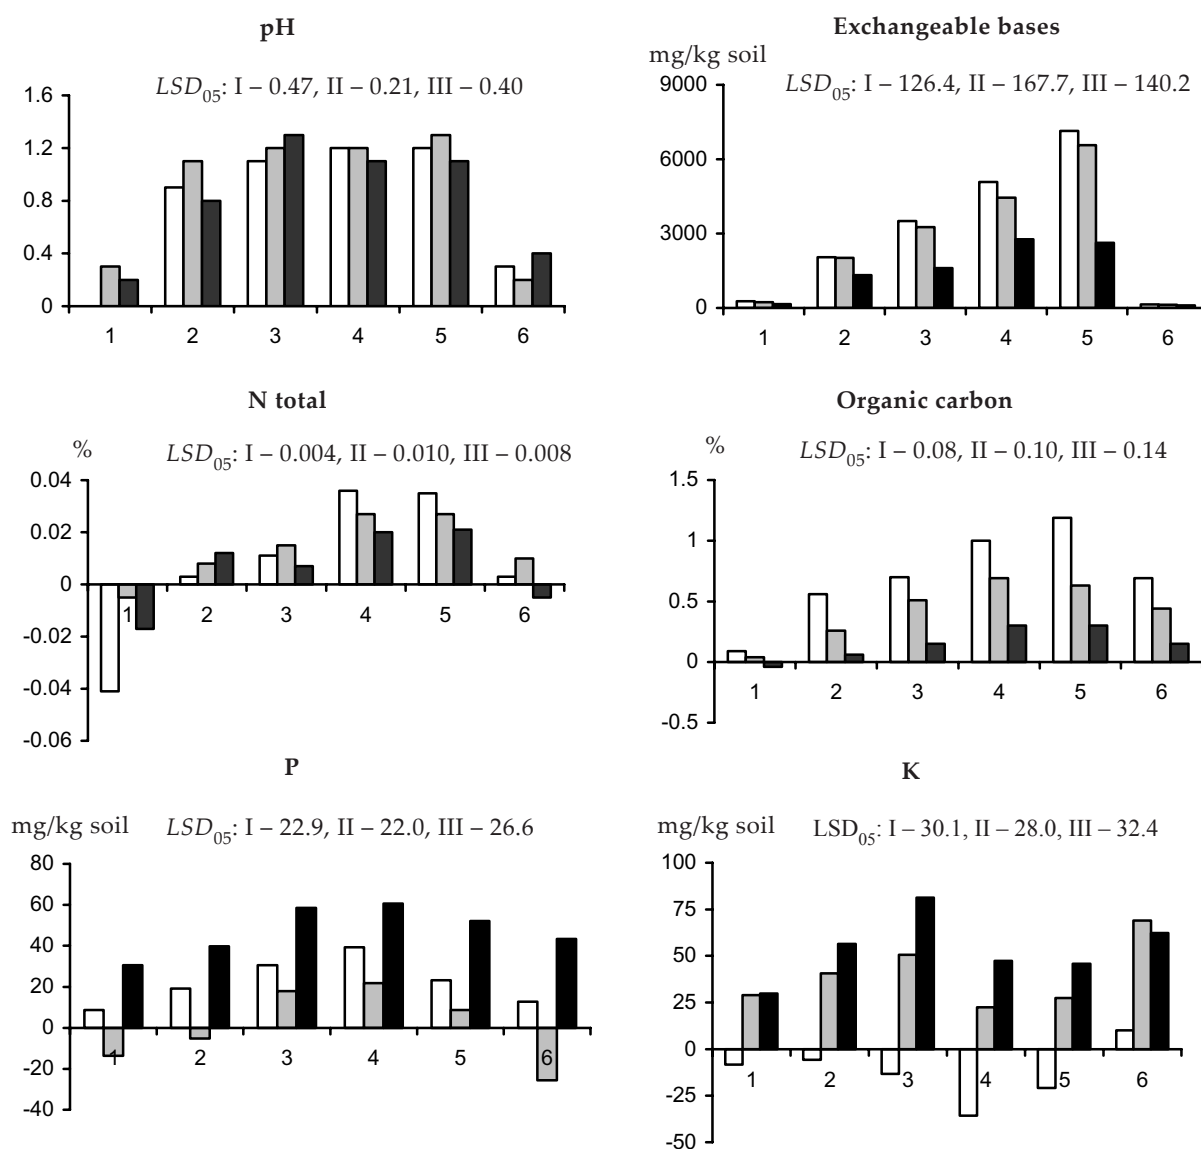 pH
LSD05: I – 0.47, II – 0.21, III – 0.40
1.6
1.2
0.8
0.4
0
1 2 3 4 5 6
Exchangeable bases
mg/kg soil
LSD05: I – 126.4, II – 167.7, III – 140.2
9000
6000
3000
0
1 2 3 4 5 6
N total
%
LSD05: I – 0.004, II – 0.010, III – 0.008
0.04
0.02
0
-0.02
-0.04
-0.06
1 2 3 4 5 6
Organic carbon
%
LSD05: I – 0.08, II – 0.10, III – 0.14
1.5
1
0.5
0
-0.5
1 2 3 4 5 6
P
mg/kg soil
LSD05: I – 22.9, II – 22.0, III – 26.6
80
60
40
20
0
-20
-40
1 2 3 4 5 6
K
mg/kg soil
LSD05: I – 30.1, II – 28.0, III – 32.4
100
75
50
25
0
-25
-50
1 2 3 4 5 6